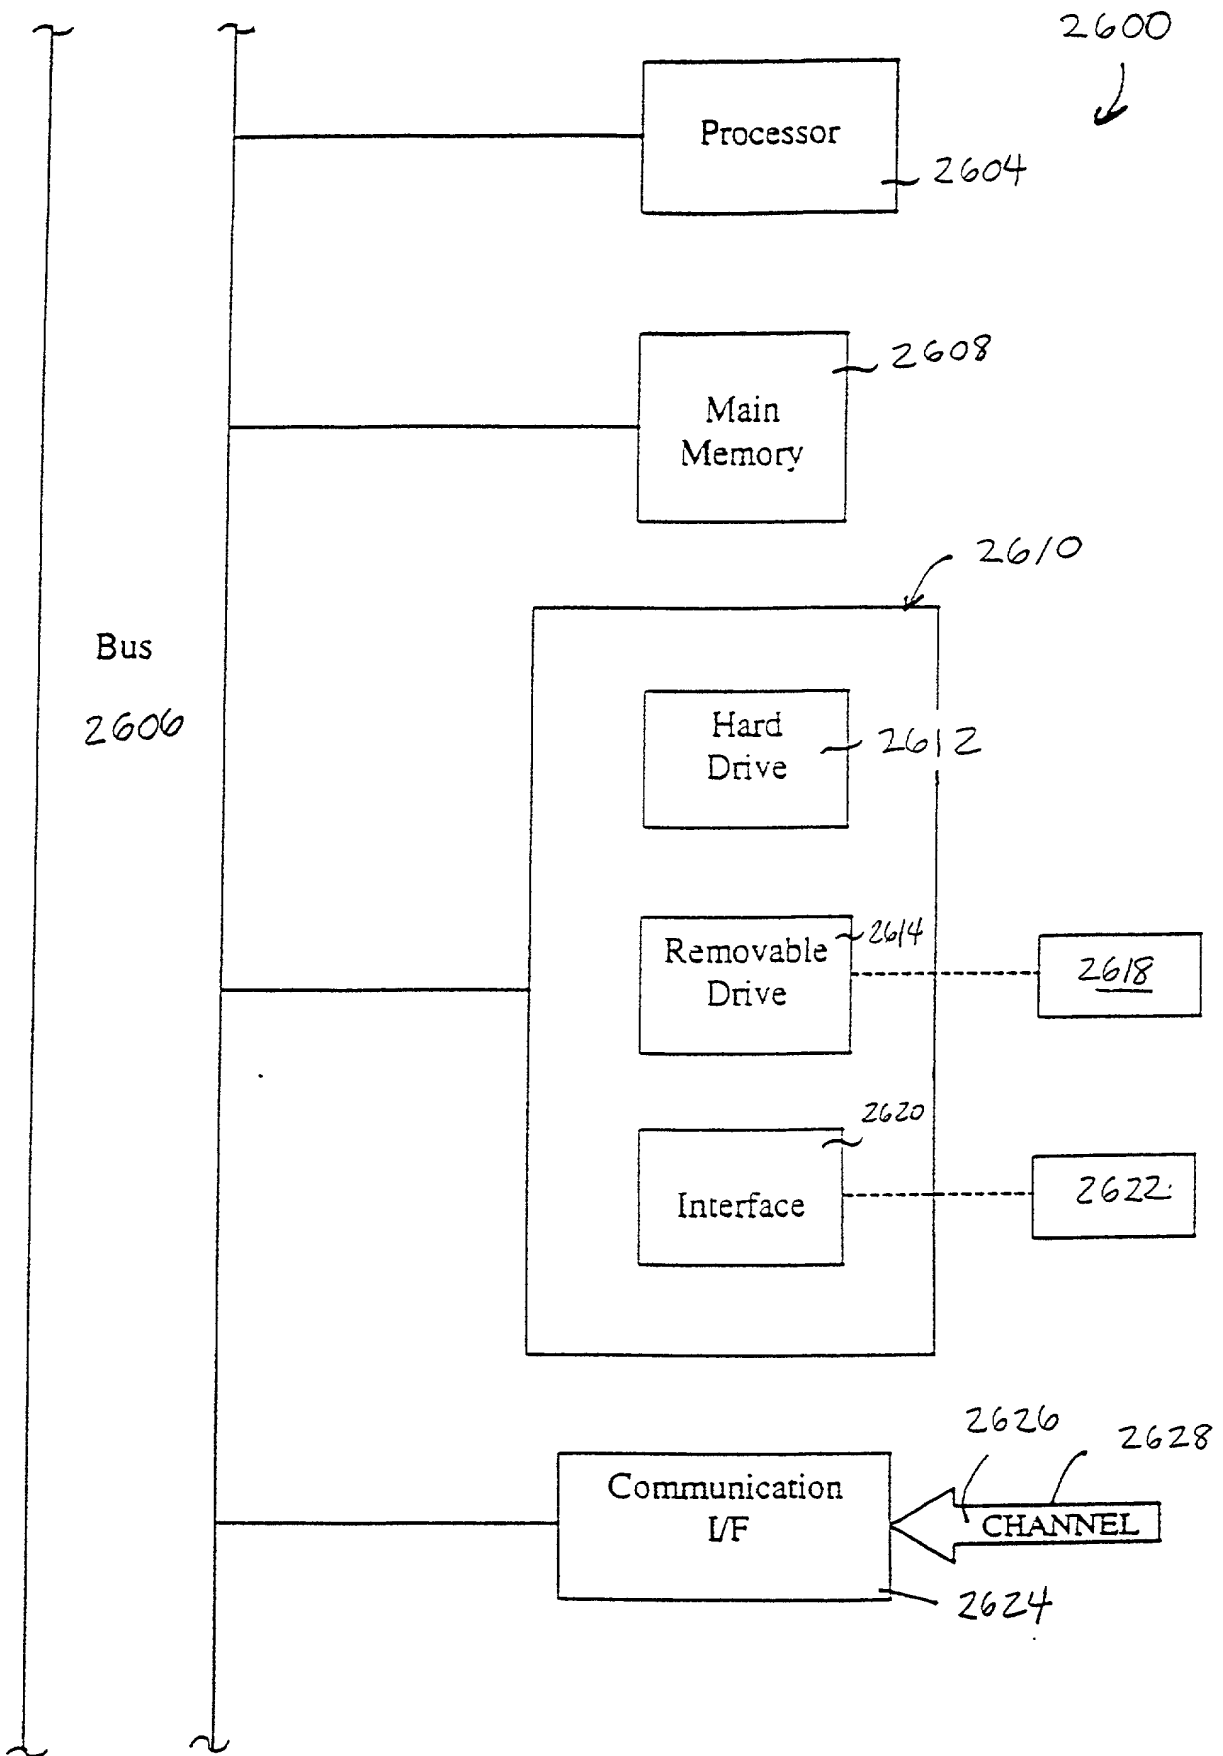 2600
Processor
2604
2608
Main
Memory
2610
Bus
2606
Hard
Drive
2612
Removable
Drive
2614
2618
2620
Interface
2622
2626
2628
Communication
I/F
CHANNEL
2624